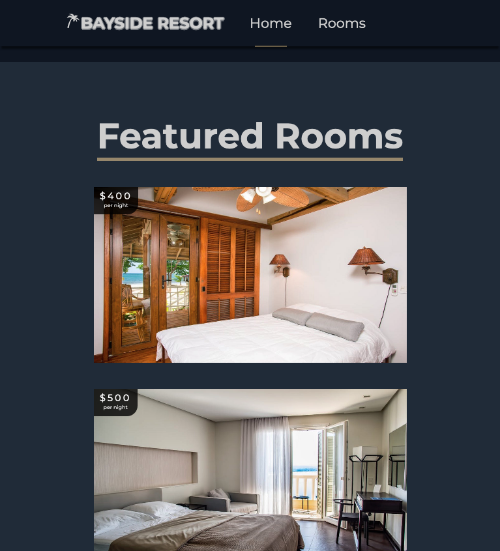 BAYSIDE RESORT Home Rooms
Featured Rooms
$400
per night
$500
per night